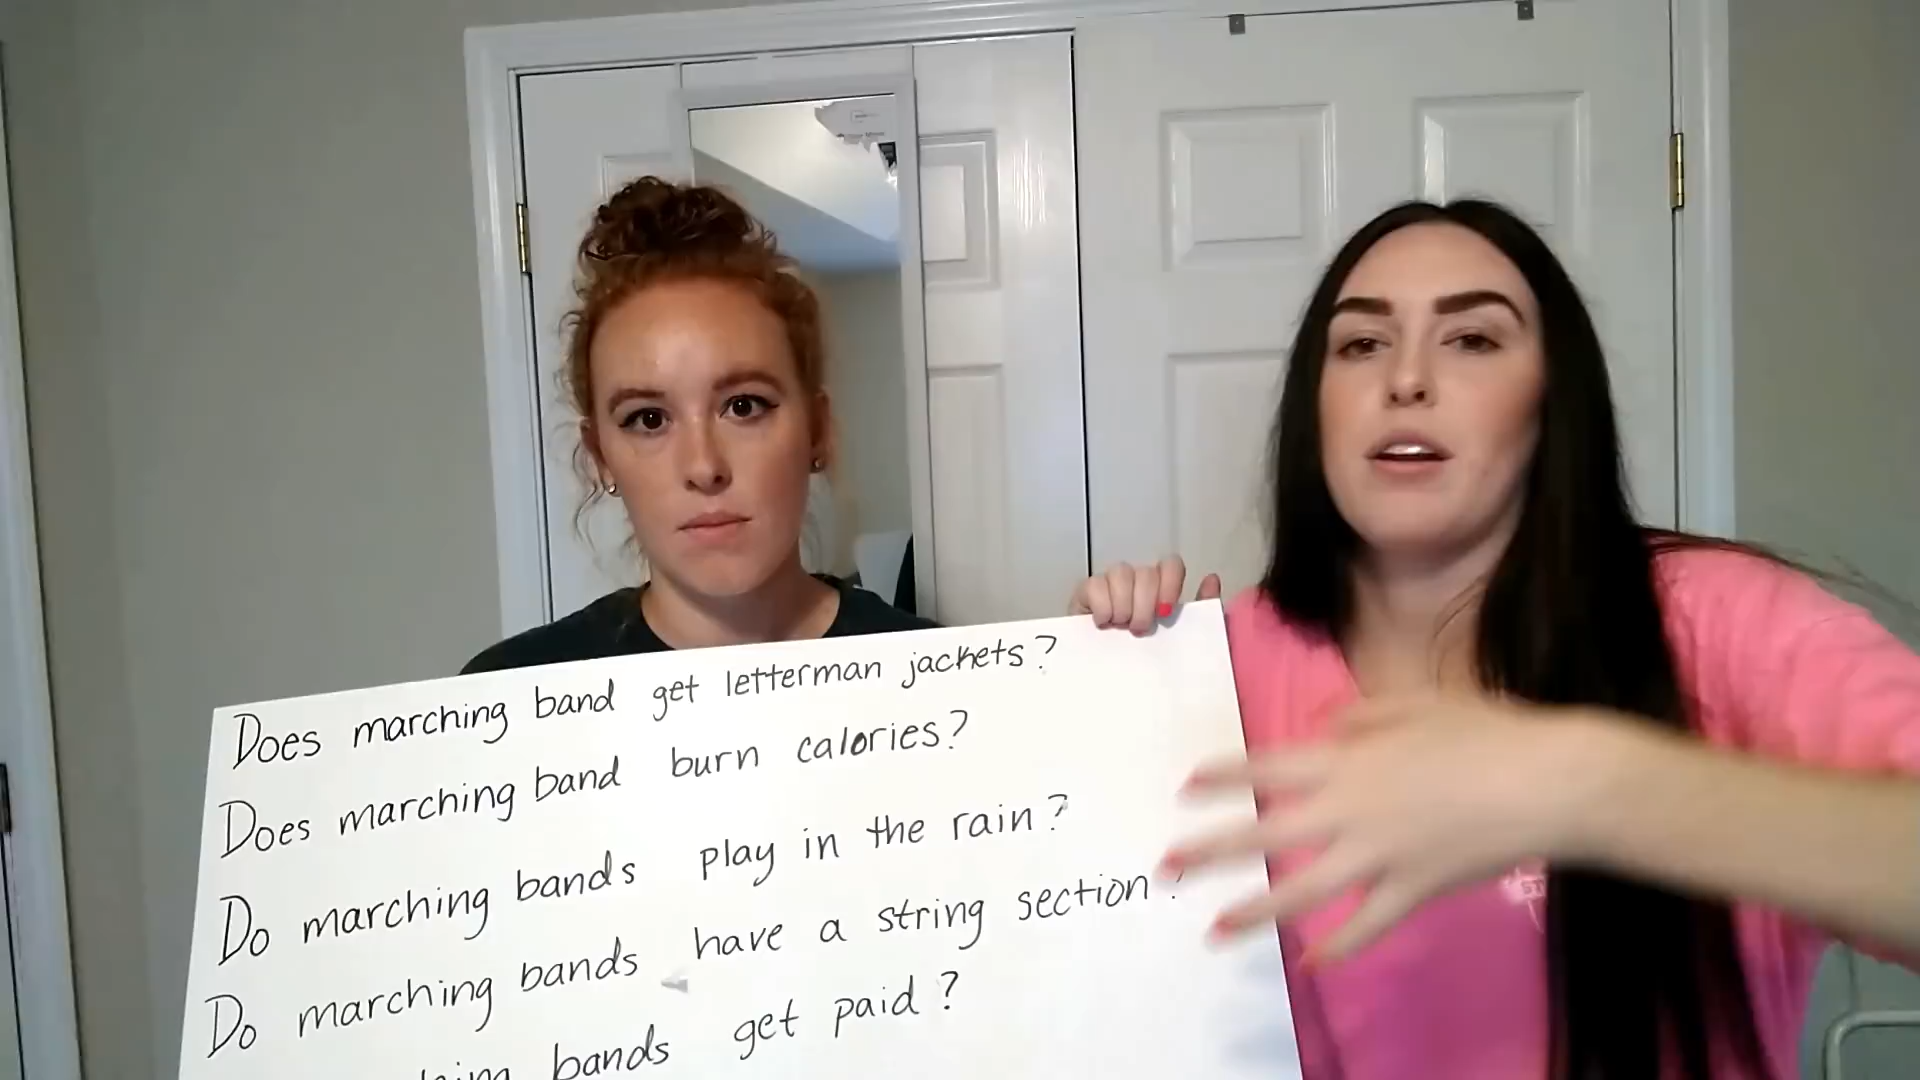 Does marching band get letterman jackets?
Does marching band burn calories?
Do marching bands play in the rain?
Do marching bands have a string section?
bands get paid?